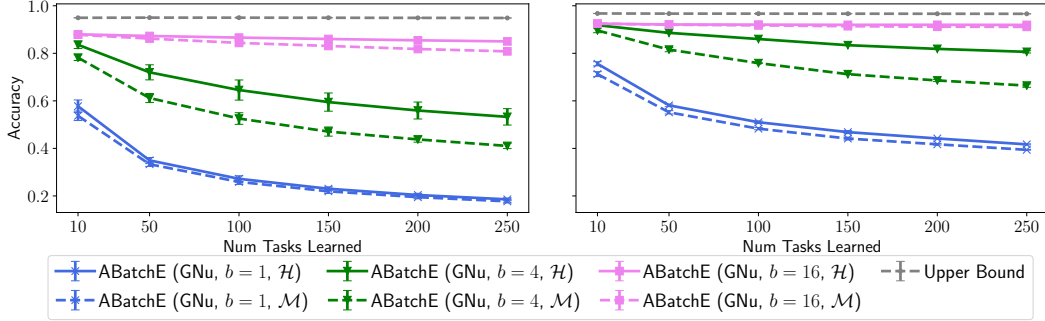 1.0
0.8
0.6
0.4
0.2
Accuracy
10 50 100 150 200 250
Num Tasks Learned
10 50 100 150 200 250
Num Tasks Learned
ABatchE (GNu, b = 1, ℋ) ABatchE (GNu, b = 4, ℋ) ABatchE (GNu, b = 16, ℋ) Upper Bound
ABatchE (GNu, b = 1, ℳ) ABatchE (GNu, b = 4, ℳ) ABatchE (GNu, b = 16, ℳ)